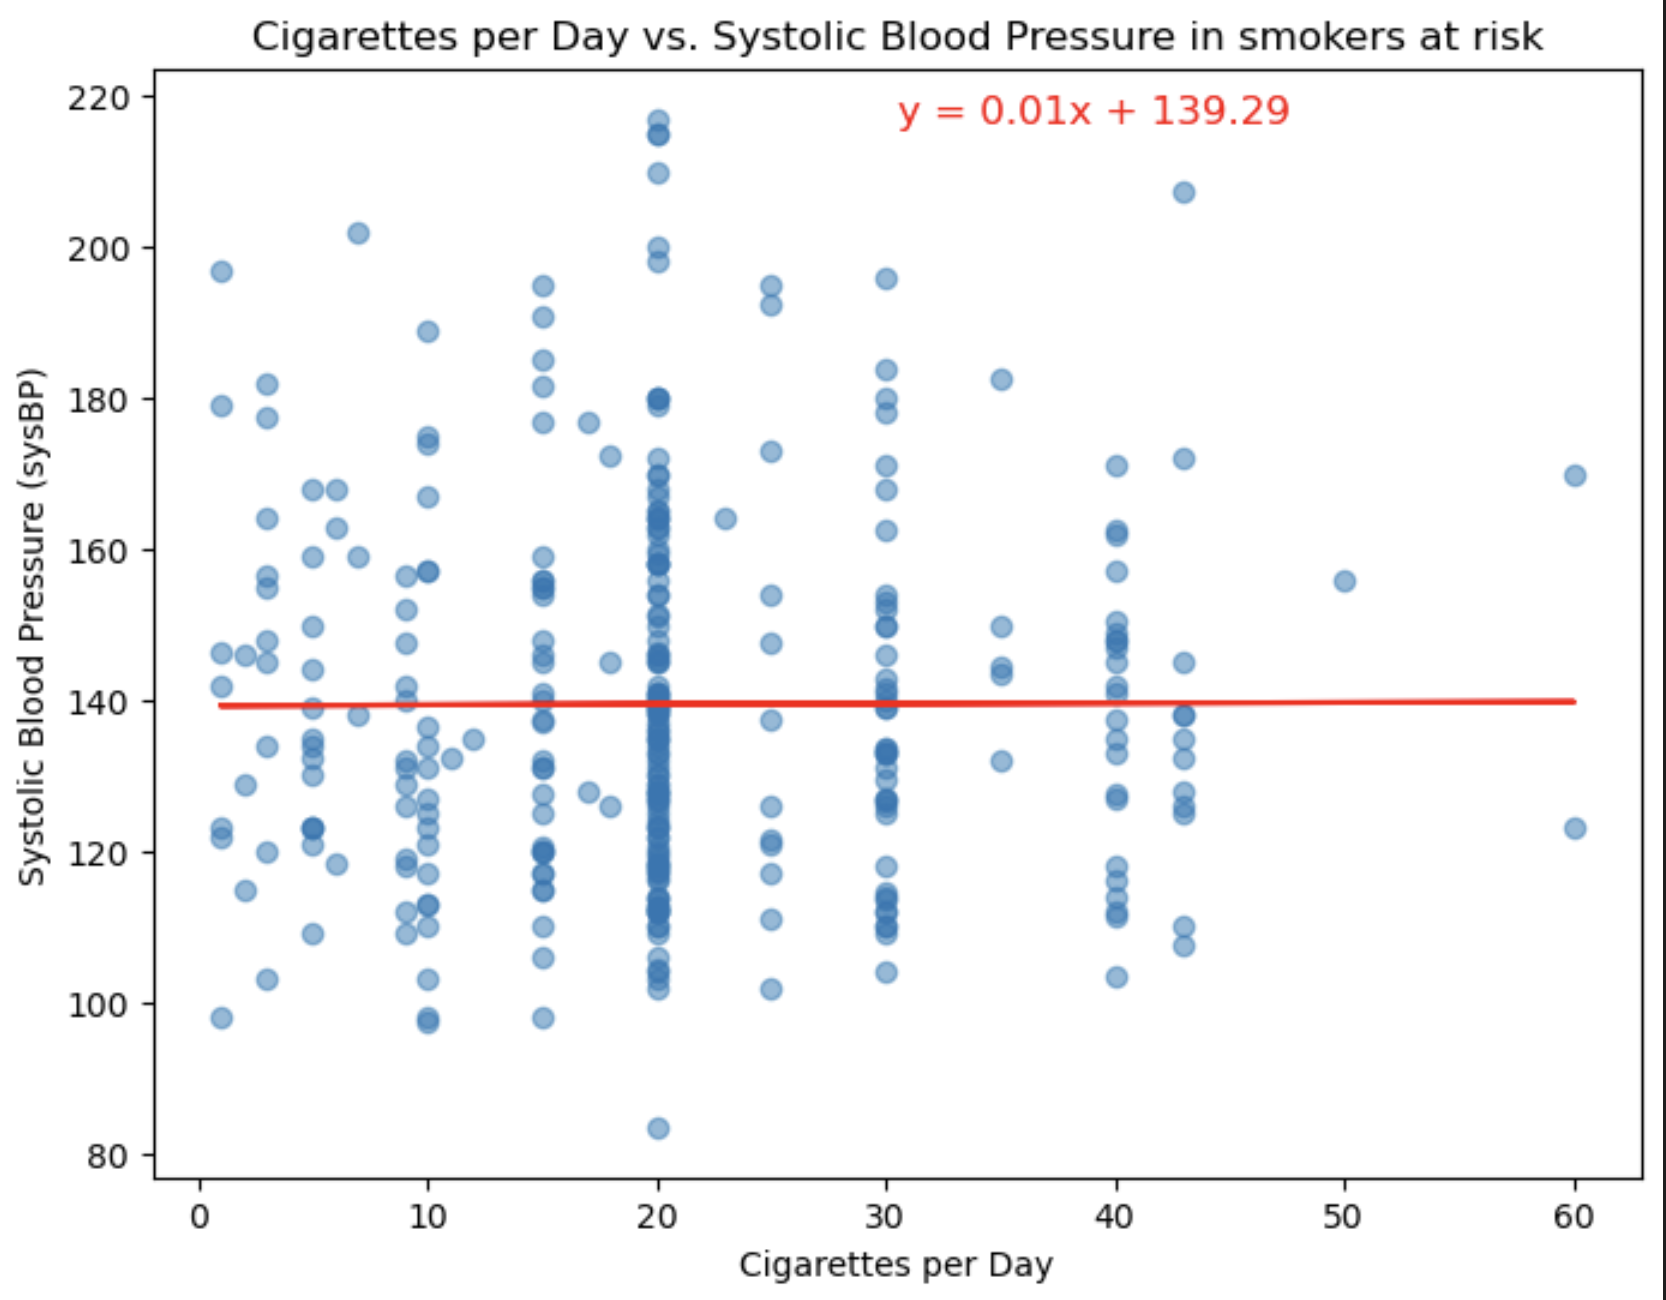 Cigarettes per Day vs. Systolic Blood Pressure in smokers at risk
y = 0.01x + 139.29
Systolic Blood Pressure (sysBP)
220
200
180
160
140
120
100
80
0 10 20 30 40 50 60
Cigarettes per Day